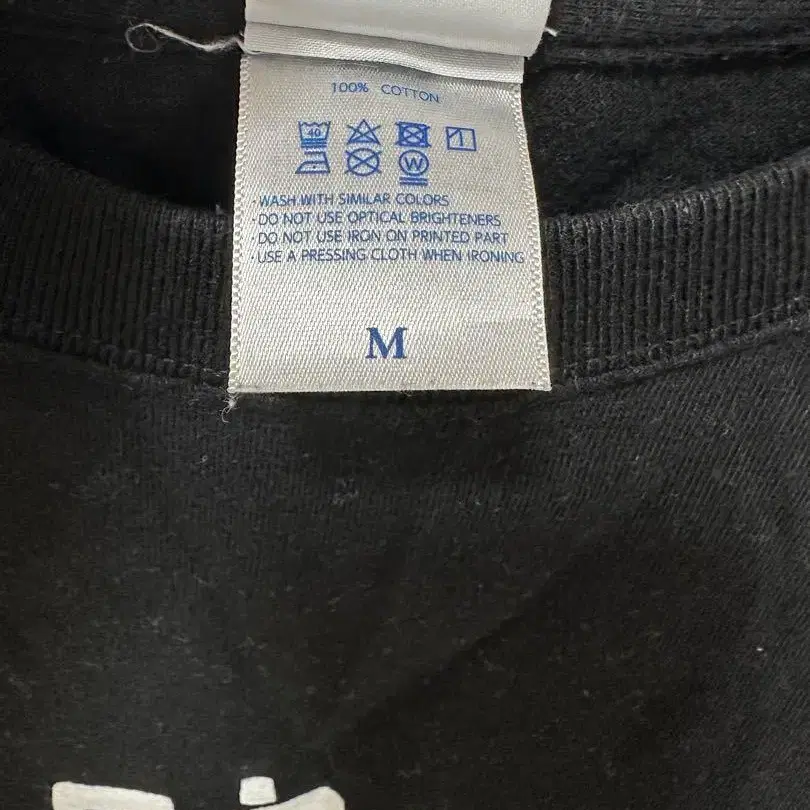 100% COTTON
40
W
· WASH WITH SIMILAR COLORS
· DO NOT USE OPTICAL BRIGHTENERS
· DO NOT USE IRON ON PRINTED PART
· USE A PRESSING CLOTH WHEN IRONING
M